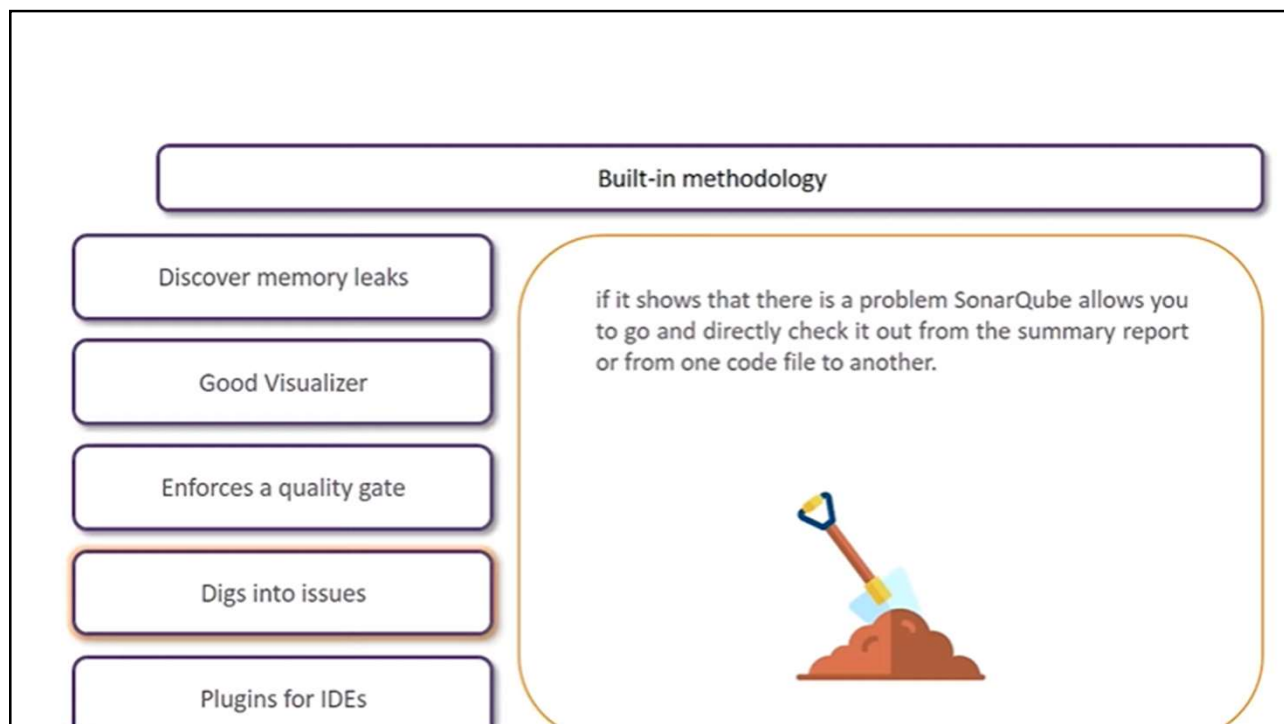 Built-in methodology
Discover memory leaks
Good Visualizer
Enforces a quality gate
Digs into issues
Plugins for IDEs
if it shows that there is a problem SonarQube allows you
to go and directly check it out from the summary report
or from one code file to another.